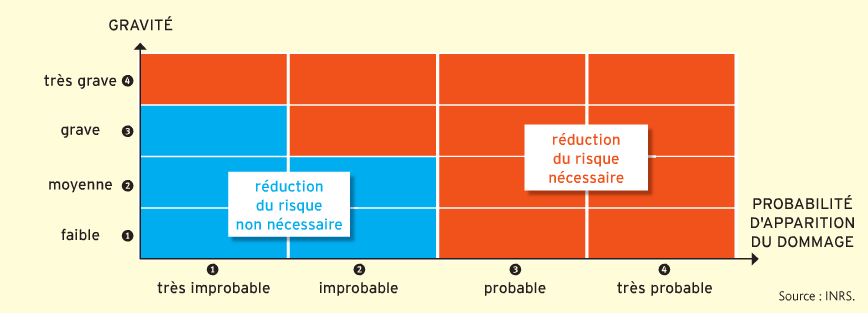 GRAVITÉ
très grave 4
grave 3
moyenne 2
faible 1
réduction
du risque
nécessaire
réduction
du risque
non nécessaire
PROBABILITÉ
D'APPARITION
DU DOMMAGE
1 2 3 4
très improbable improbable probable très probable
Source : INRS.